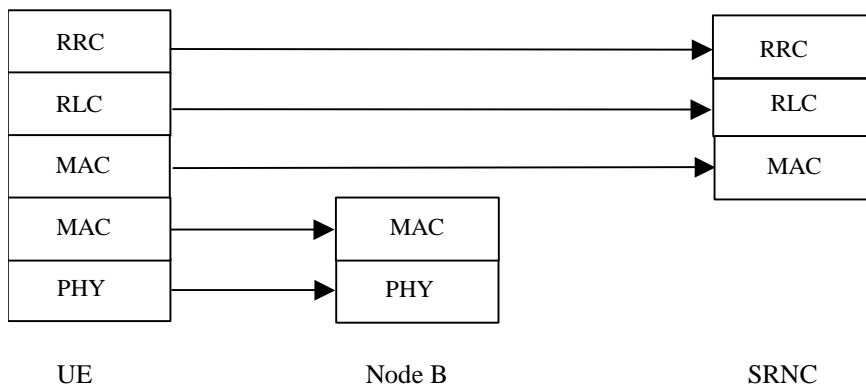 RRC
RRC
RLC
RLC
MAC
MAC
MAC
MAC
PHY
PHY
UE
Node B
SRNC